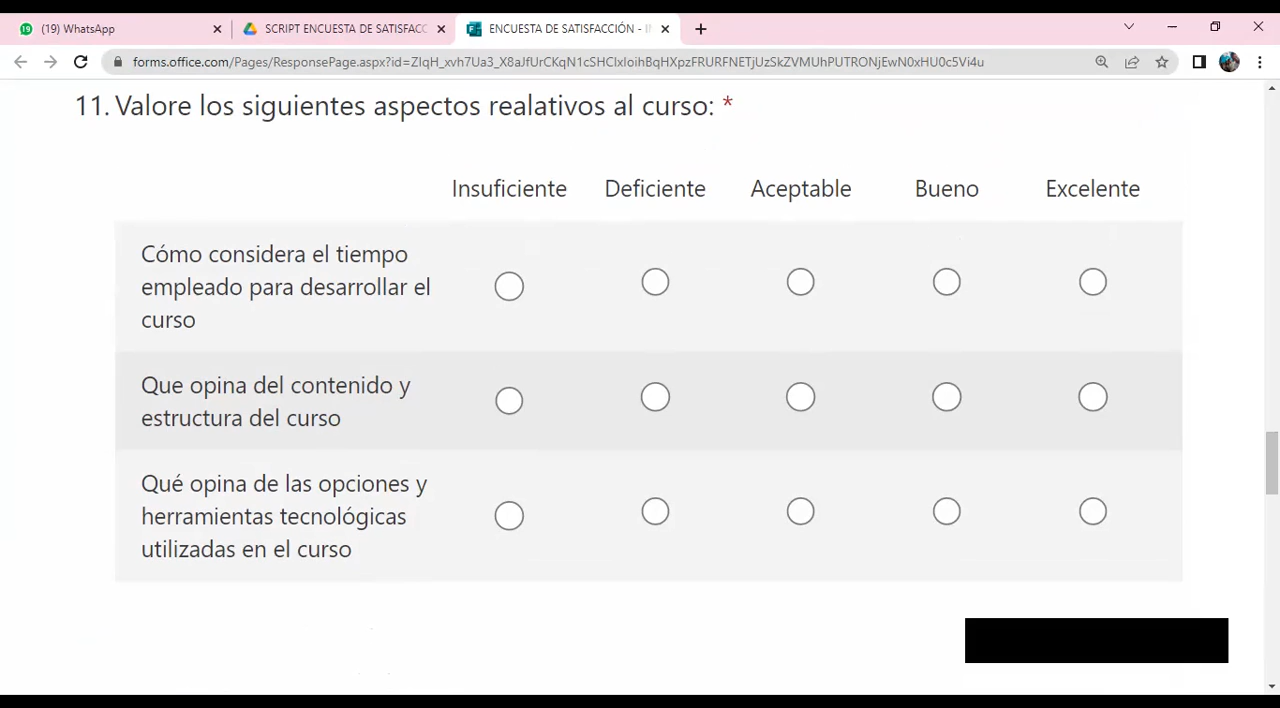 (19) WhatsApp
SCRIPT ENCUESTA DE SATISFACC
ENCUESTA DE SATISFACCIÓN - I
forms.office.com/Pages/ResponsePage.aspx?id=ZIqH_xvh7Ua3_X8aPjrCKqN1cSHCIxIoihBqHXpzFRURFNETjUzSkZVMUhPUTRONjEwN0xHU0c5Vi4u
11. Valore los siguientes aspectos realativos al curso: *
Insuficiente Deficiente Aceptable Bueno Excelente
Cómo considera el tiempo
empleado para desarrollar el
curso
Que opina del contenido y
estructura del curso
Qué opina de las opciones y
herramientas tecnológicas
utilizadas en el curso